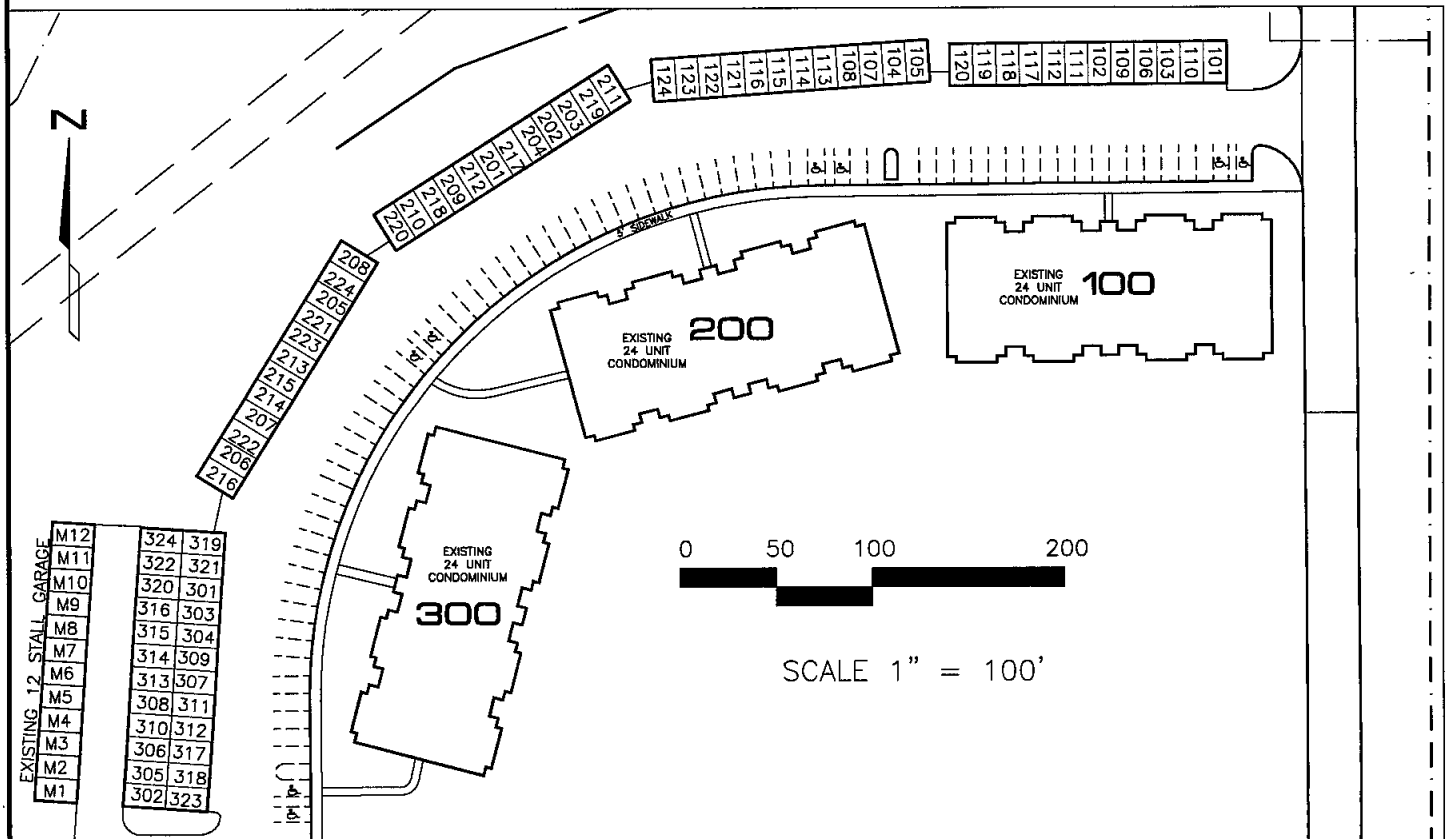 N
124 123 122 121 116 115 114 113 108 107 104 105
120 119 118 117 112 111 102 109 106 103 110 101
220 210 218 209 212 201 217 204 202 203 219 211
208
224
205
221
223
213
215
214
207
222
206
216
5' SIDEWALK
EXISTING
24 UNIT
CONDOMINIUM
100
EXISTING
24 UNIT
CONDOMINIUM
200
EXISTING
24 UNIT
CONDOMINIUM
300
EXISTING 12 STALL GARAGE
M12
M11
M10
M9
M8
M7
M6
M5
M4
M3
M2
M1
324 319
322 321
320 301
316 303
315 304
314 309
313 307
308 311
310 312
306 317
305 318
302 323
0 50 100 200
SCALE 1" = 100'